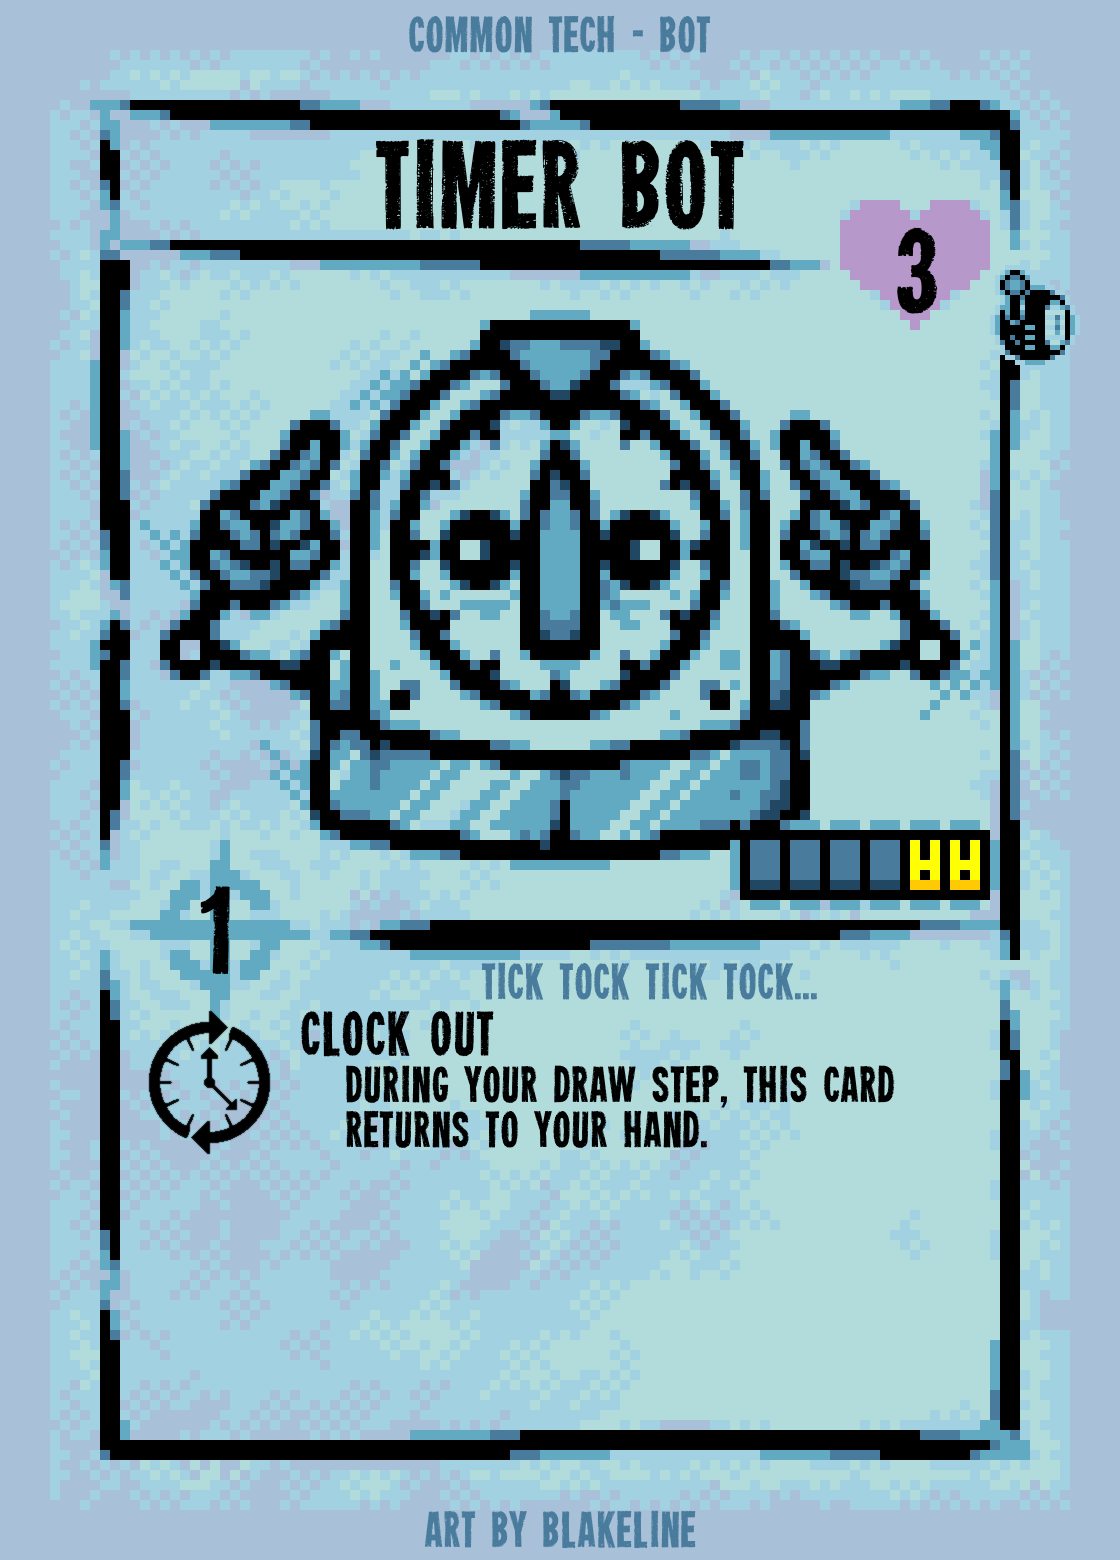 COMMON TECH - BOT
TIMER BOT
3
1
TICK TOCK TICK TOCK...
CLOCK OUT
DURING YOUR DRAW STEP, THIS CARD
RETURNS TO YOUR HAND.
ART BY BLAKELINE